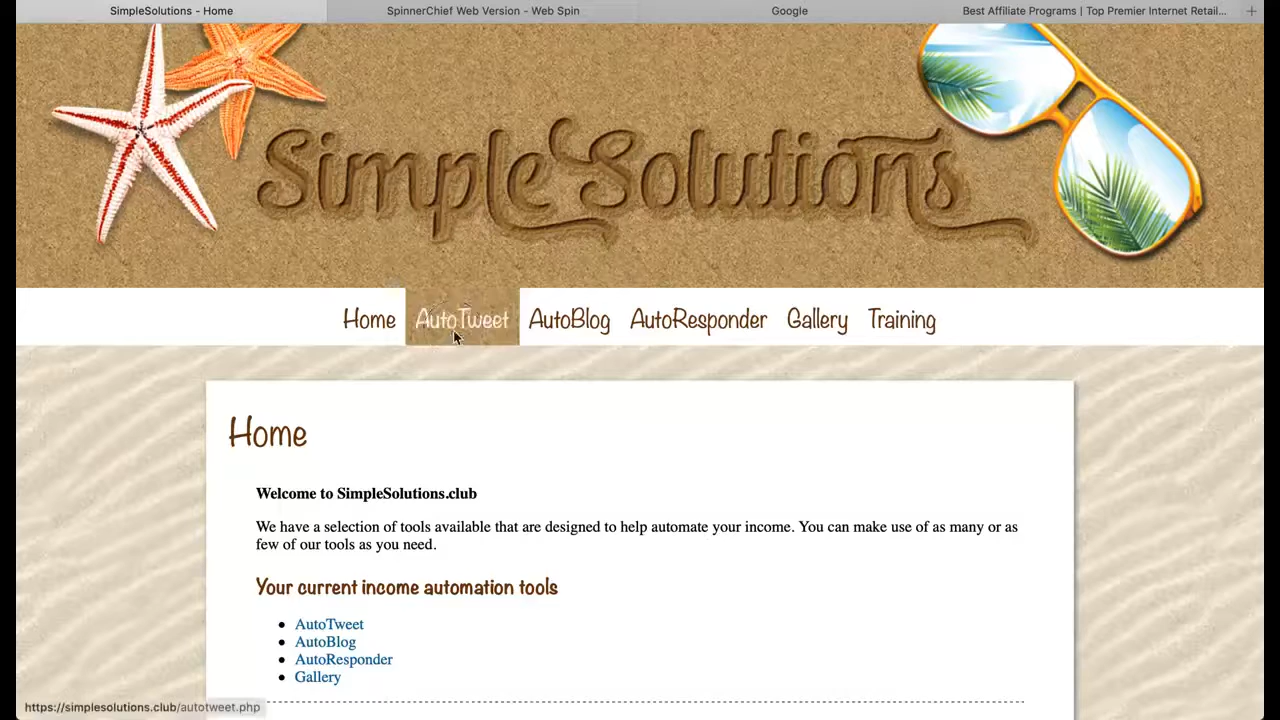 SimpleSolutions - Home
SpinnerChief Web Version - Web Spin
Google
Best Affiliate Programs | Top Premier Internet Retail...
SimpleSolutions
Home
AutoTweet
AutoBlog
AutoResponder
Gallery
Training
Home
Welcome to SimpleSolutions.club
We have a selection of tools available that are designed to help automate your income. You can make use of as many or as
few of our tools as you need.
Your current income automation tools
AutoTweet
AutoBlog
AutoResponder
Gallery
https://simplesolutions.club/autotweet.php